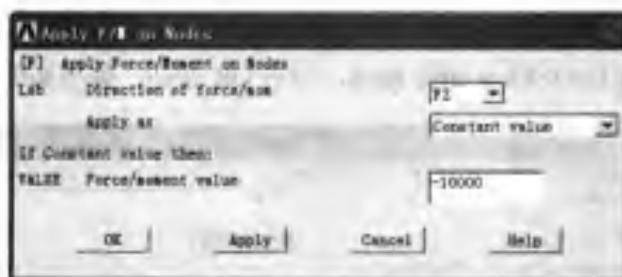 Apply F/M on Nodes
[F] Apply Force/Moment on Nodes
Lab Direction of force/mom FZ
Apply as Constant value
If Constant value then:
VALUE Force/moment value -10000
OK Apply Cancel Help